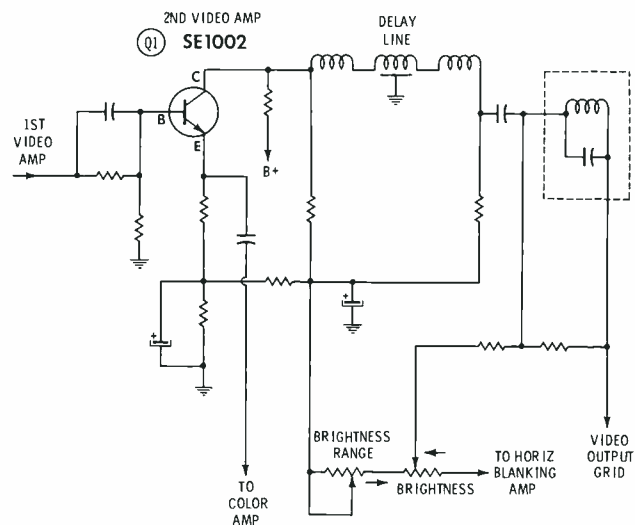 2ND VIDEO AMP
Q1 SE1002
DELAY
LINE
C
B
E
1ST
VIDEO
AMP
B+
+
+
BRIGHTNESS
RANGE
BRIGHTNESS
TO HORIZ
BLANKING
AMP
VIDEO
OUTPUT
GRID
TO
COLOR
AMP